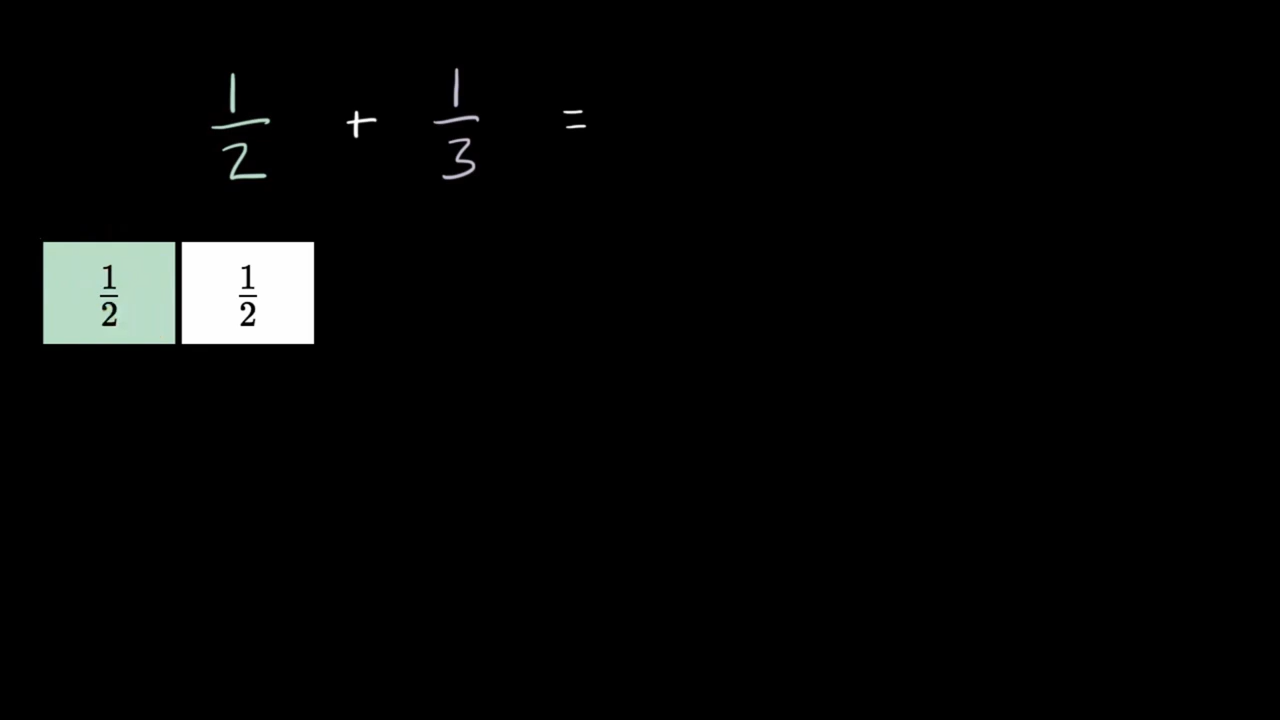 1/2 + 1/3 =
1/2 1/2